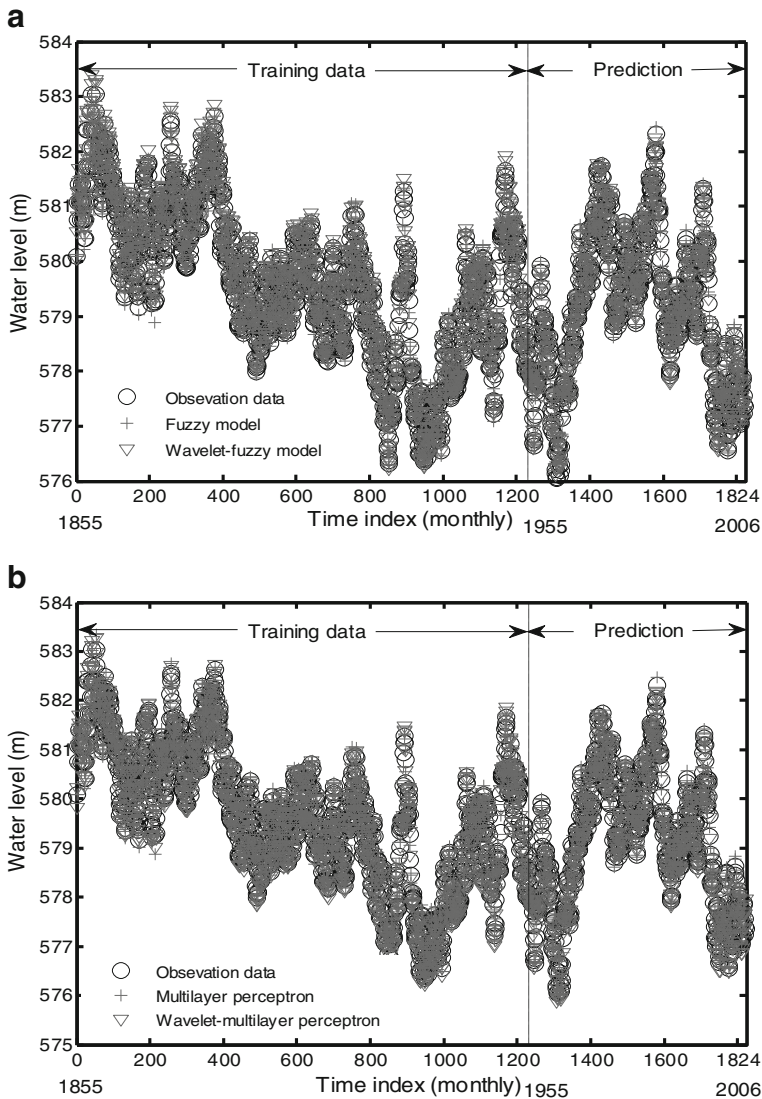 a
584
583
582
581
580
579
578
577
576
Water level (m)
Training data
Prediction
Obsevation data
Fuzzy model
Wavelet-fuzzy model
0 200 400 600 800 1000 1200 1400 1600 1824
1855 Time index (monthly) 1955 2006
b
584
583
582
581
580
579
578
577
576
575
Water level (m)
Training data
Prediction
Obsevation data
Multilayer perceptron
Wavelet-multilayer perceptron
0 200 400 600 800 1000 1200 1400 1600 1824
1855 Time index (monthly) 1955 2006